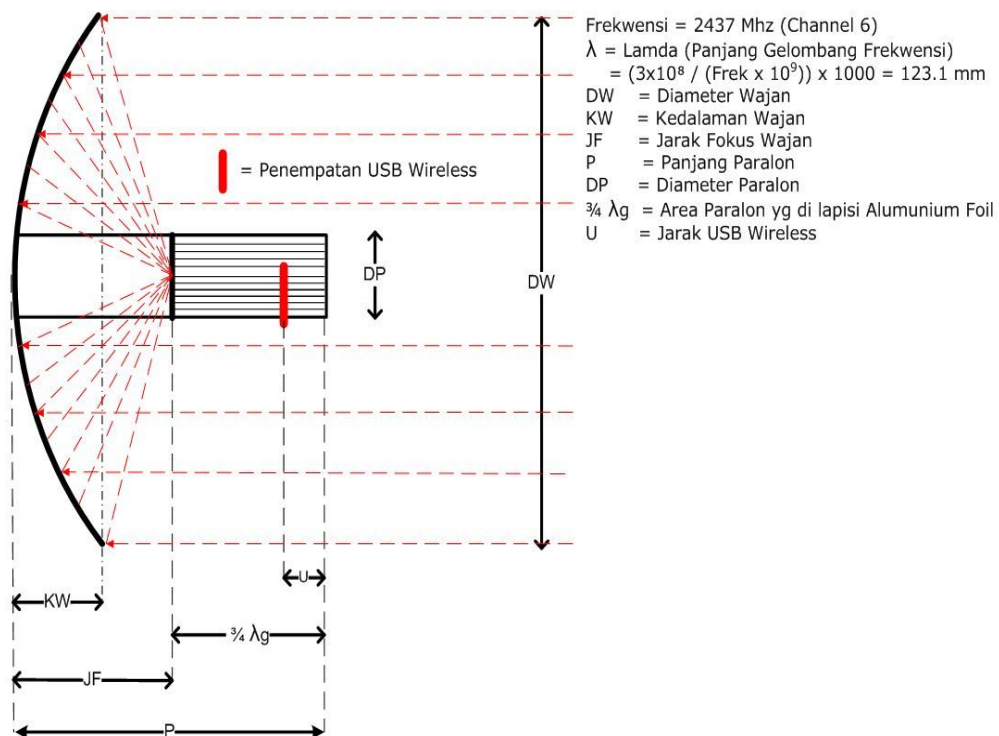 Frekwensi = 2437 Mhz (Channel 6)
λ = Lamda (Panjang Gelombang Frekwensi)
= (3x10⁸ / (Frek x 10⁹)) x 1000 = 123.1 mm
DW = Diameter Wajan
KW = Kedalaman Wajan
JF = Jarak Fokus Wajan
P = Panjang Paralon
DP = Diameter Paralon
¾ λg = Area Paralon yg di lapisi Alumunium Foil
U = Jarak USB Wireless
= Penempatan USB Wireless
DP
DW
U
KW
¾ λg
JF
P